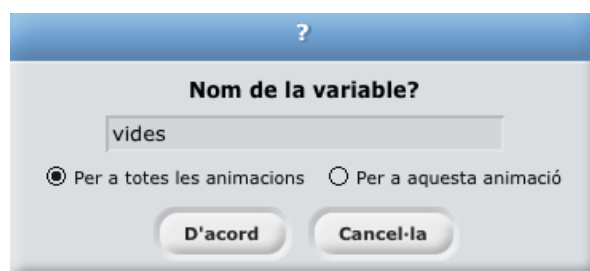 ?
Nom de la variable?
vides
Per a totes les animacions Per a aquesta animació
D'acord Cancel·la